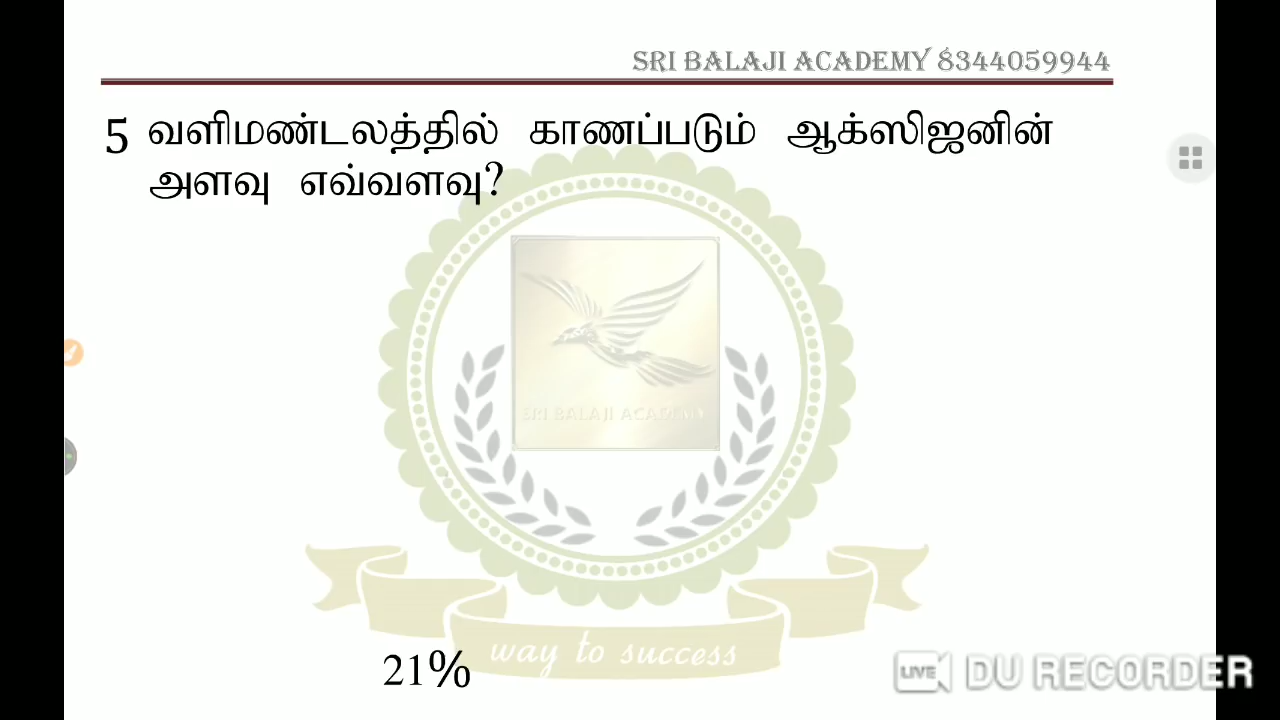 SRI BALAJI ACADEMY 8344059944
5 வளிமண்டலத்தில் காணப்படும் ஆக்ஸிஜனின்
அளவு எவ்வளவு?
SRI BALAJI ACADEMY
way to success
21%
LIVE DU RECORDER